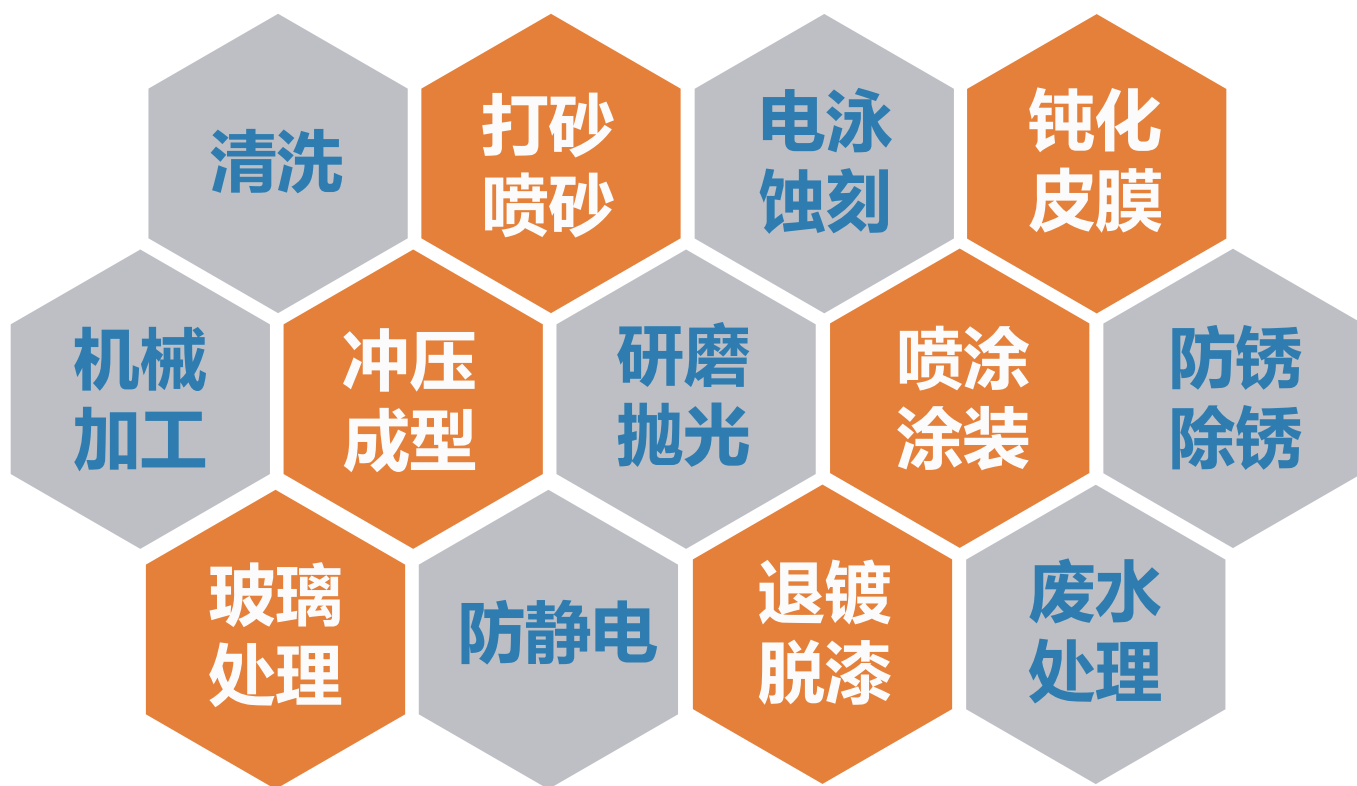 清洗
打砂
喷砂
电泳
蚀刻
钝化
皮膜
机械
加工
冲压
成型
研磨
抛光
喷涂
涂装
防锈
除锈
玻璃
处理
防静电
退镀
脱漆
废水
处理